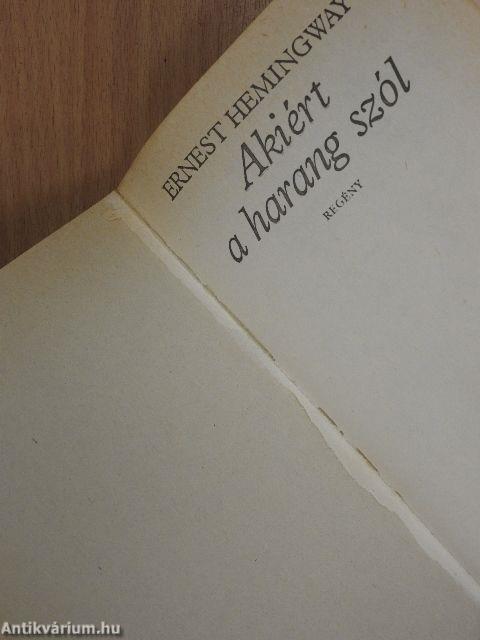 ERNEST HEMINGWAY
Akiért
a harang szól
REGÉNY
Antikvárium.hu